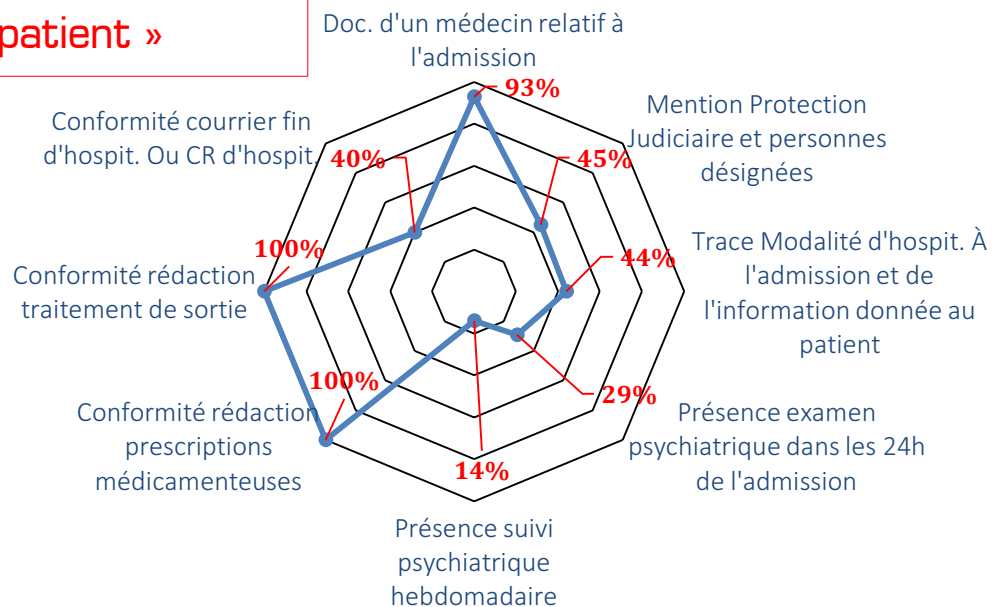 patient »
Doc. d'un médecin relatif à
l'admission
93%
Mention Protection
Judiciaire et personnes
désignées
45%
Trace Modalité d'hospit. À
l'admission et de
l'information donnée au
patient
44%
Présence examen
psychiatrique dans les 24h
de l'admission
29%
Présence suivi
psychiatrique
hebdomadaire
14%
Conformité rédaction
prescriptions
médicamenteuses
100%
Conformité rédaction
traitement de sortie
100%
Conformité courrier fin
d'hospit. Ou CR d'hospit.
40%